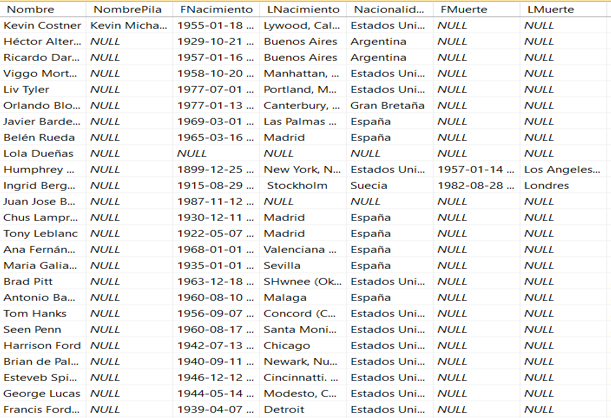 Nombre NombrePila FNacimiento LNacimiento Nacionalid... FMuerte LMuerte
Kevin Costner Kevin Micha... 1955-01-18 ... Lywood, Cal... Estados Uni... NULL NULL
Héctor Alter... NULL 1929-10-21 ... Buenos Aires Argentina NULL NULL
Ricardo Dar... NULL 1957-01-16 ... Buenos Aires Argentina NULL NULL
Viggo Mort... NULL 1958-10-20 ... Manhattan, ... Estados Uni... NULL NULL
Liv Tyler NULL 1977-07-01 ... Portland, M... Estados Uni... NULL NULL
Orlando Blo... NULL 1977-01-13 ... Canterbury, ... Gran Bretaña NULL NULL
Javier Barde... NULL 1969-03-01 ... Las Palmas ... España NULL NULL
Belén Rueda NULL 1965-03-16 ... Madrid España NULL NULL
Lola Dueñas NULL NULL NULL NULL NULL NULL
Humphrey ... NULL 1899-12-25 ... New York, N... Estados Uni... 1957-01-14 ... Los Angeles...
Ingrid Berg... NULL 1915-08-29 ... Stockholm Suecia 1982-08-28 ... Londres
Juan Jose B... NULL 1987-11-12 ... NULL NULL NULL NULL
Chus Lampr... NULL 1930-12-11 ... Madrid España NULL NULL
Tony Leblanc NULL 1922-05-07 ... Madrid España NULL NULL
Ana Fernán... NULL 1968-01-01 ... Valenciana ... España NULL NULL
María Galia... NULL 1935-01-01 ... Sevilla España NULL NULL
Brad Pitt NULL 1963-12-18 ... SHwnee (Ok... Estados Uni... NULL NULL
Antonio Ba... NULL 1960-08-10 ... Malaga España NULL NULL
Tom Hanks NULL 1956-09-07 ... Concord (C... Estados Uni... NULL NULL
Seen Penn NULL 1960-08-17 ... Santa Moni... Estados Uni... NULL NULL
Harrison Ford NULL 1942-07-13 ... Chicago Estados Uni... NULL NULL
Brian de Pal... NULL 1940-09-11 ... Newark, Nu... Estados Uni... NULL NULL
Esteveb Spi... NULL 1946-12-12 ... Cincinnatti. ... Estados Uni... NULL NULL
George Lucas NULL 1944-05-14 ... Modesto, C... Estados Uni... NULL NULL
Francis Ford... NULL 1939-04-07 ... Detroit Estados Uni... NULL NULL